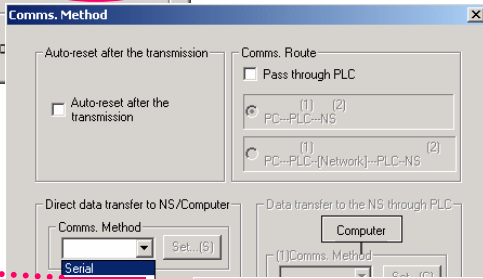 Comms. Method
Auto-reset after the transmission
Auto-reset after the
transmission
Comms. Route
Pass through PLC
(1) (2)
PC---PLC---NS
(1) (2)
PC---PLC--[Network]---PLC--NS
Direct data transfer to NS/Computer
Comms. Method
Set...(S)
Serial
Data transfer to the NS through PLC
Computer
(1)Comms. Method